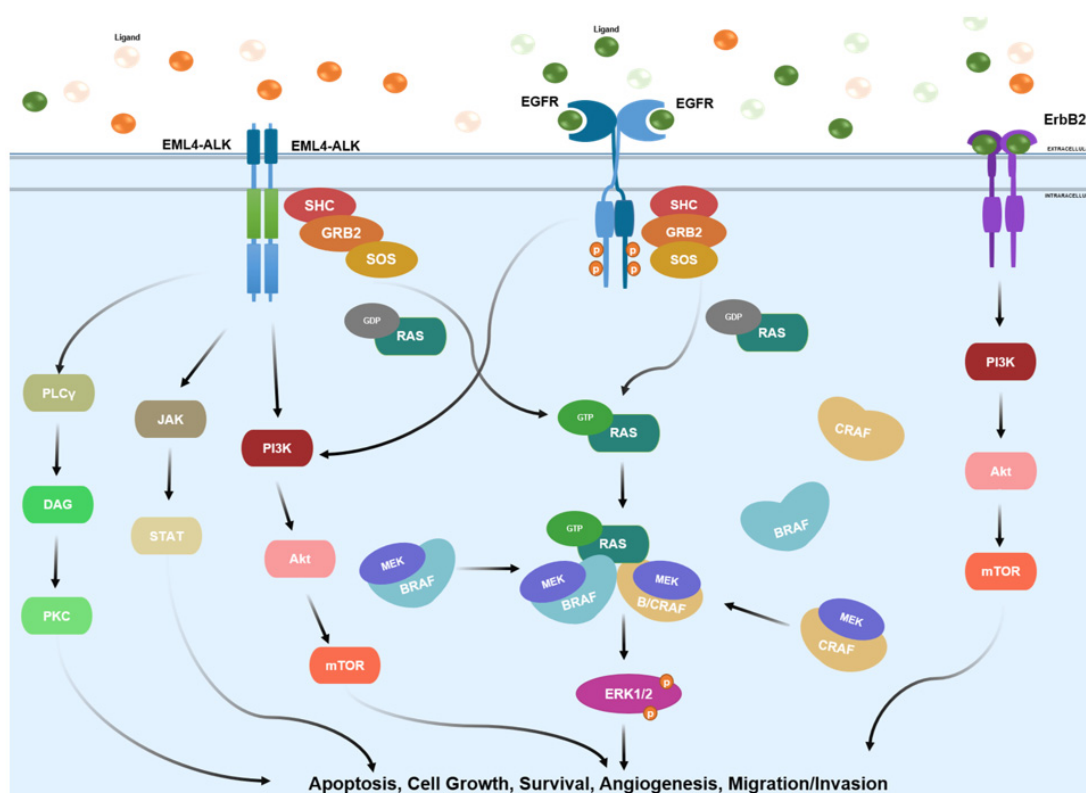 Ligand
Ligand
EGFR
EGFR
ErbB2
EML4-ALK
EML4-ALK
EXTRACELLULE
INTRACELLUL
SHC
GRB2
SOS
SHC
GRB2
SOS
GDP
RAS
GDP
RAS
PLCγ
JAK
PI3K
GTP
RAS
CRAF
PI3K
DAG
STAT
Akt
MEK
BRAF
GTP
RAS
MEK
BRAF
MEK
B/CRAF
BRAF
Akt
mTOR
PKC
mTOR
MEK
CRAF
ERK1/2
P
P
P
P
P
P
Apoptosis, Cell Growth, Survival, Angiogenesis, Migration/Invasion